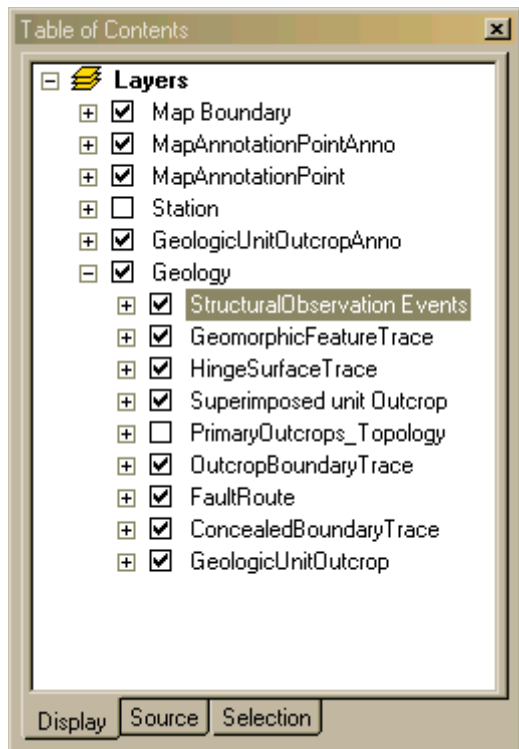 Table of Contents
Layers
Map Boundary
MapAnnotationPointAnno
MapAnnotationPoint
Station
GeologicUnitOutcropAnno
Geology
StructuralObservation Events
GeomorphicFeatureTrace
HingeSurfaceTrace
Superimposed unit Outcrop
PrimaryOutcrops_Topology
OutcropBoundaryTrace
FaultRoute
ConcealedBoundaryTrace
GeologicUnitOutcrop
Display Source Selection